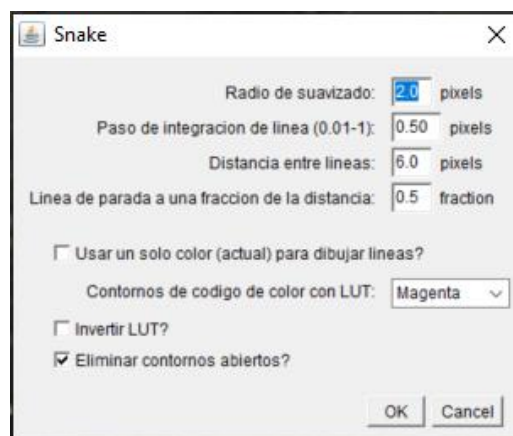 Snake
Radio de suavizado: 2.0 pixels
Paso de integracion de linea (0.01-1): 0.50 pixels
Distancia entre lineas: 6.0 pixels
Linea de parada a una fraccion de la distancia: 0.5 fraction
Usar un solo color (actual) para dibujar lineas?
Contornos de codigo de color con LUT: Magenta
Invertir LUT?
Eliminar contornos abiertos?
OK Cancel